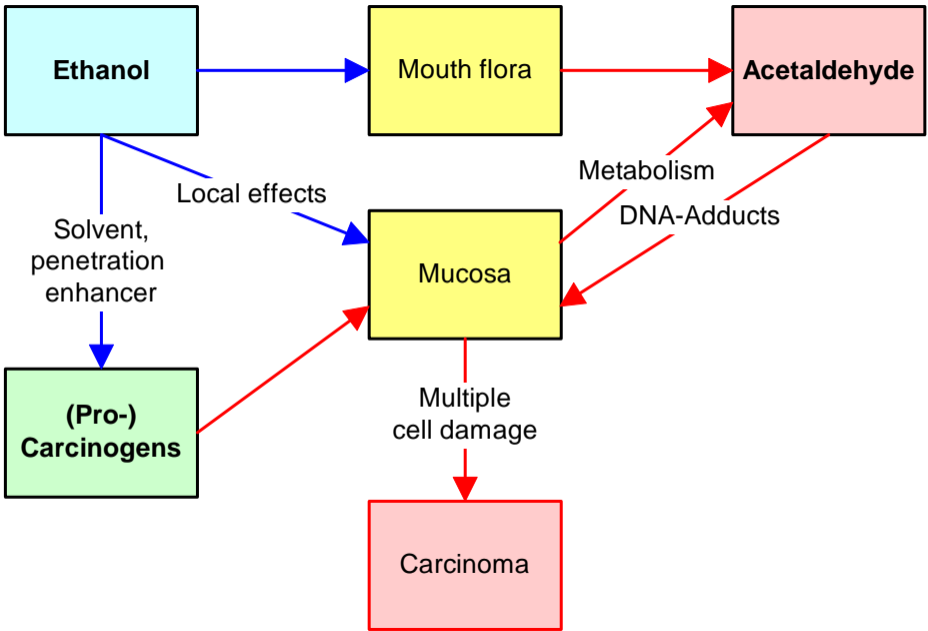 Ethanol
Mouth flora
Acetaldehyde
Metabolism
Local effects
DNA-Adducts
Solvent,
penetration
enhancer
Mucosa
Multiple
cell damage
(Pro-)
Carcinogens
Carcinoma